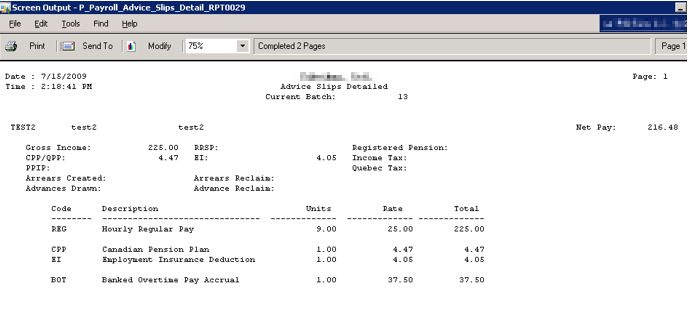 Screen Output - P_Payroll_Advice_Slips_Detail_RPT0029
File Edit Tools Find Help
Print Send To Modify 75% Completed 2 Pages Page 1
Date : 7/15/2009 Page: 1
Time : 2:18:41 PM Advice Slips Detailed
Current Batch: 13
TEST2 test2 test2 Net Pay: 216.48
Gross Income: 225.00 RRSP: Registered Pension:
CPP/QPP: 4.47 EI: 4.05 Income Tax:
PPIP: Quebec Tax:
Arrears Created: Arrears Reclaim:
Advances Drawn: Advance Reclaim:
Code Description Units Rate Total
REG Hourly Regular Pay 9.00 25.00 225.00
CPP Canadian Pension Plan 1.00 4.47 4.47
EI Employment Insurance Deduction 1.00 4.05 4.05
BOT Banked Overtime Pay Accrual 1.00 37.50 37.50